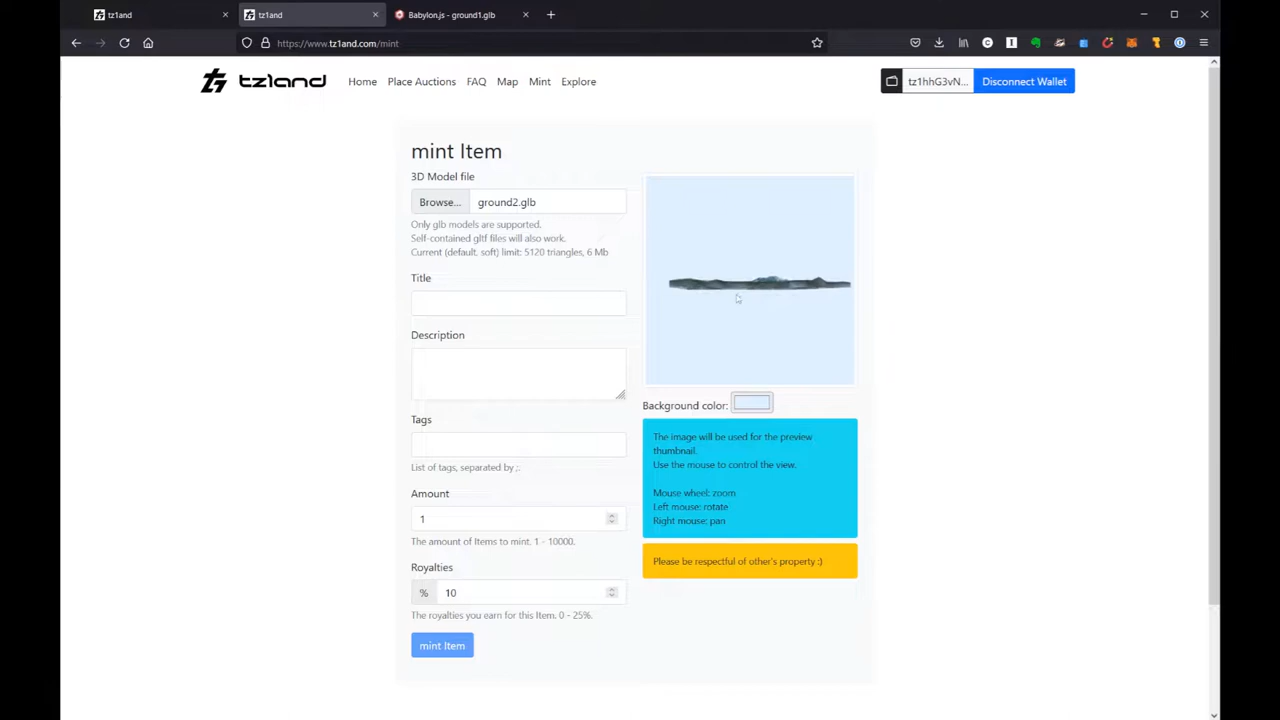 tz1and
tz1and
Babylon.js - ground1.glb
https://www.tz1and.com/mint
tz1and
Home
Place Auctions
FAQ
Map
Mint
Explore
tz1hhG3vN...
Disconnect Wallet
mint Item
3D Model file
Browse...
ground2.glb
Only glb models are supported.
Self-contained gltf files will also work.
Current (default, soft) limit: 5120 triangles, 6 Mb
Title
Description
Tags
List of tags, separated by ;.
Amount
1
The amount of Items to mint. 1 - 10000.
Royalties
% 10
The royalties you earn for this Item. 0 - 25%.
mint Item
Background color:
The image will be used for the preview
thumbnail.
Use the mouse to control the view.
Mouse wheel: zoom
Left mouse: rotate
Right mouse: pan
Please be respectful of other's property :)